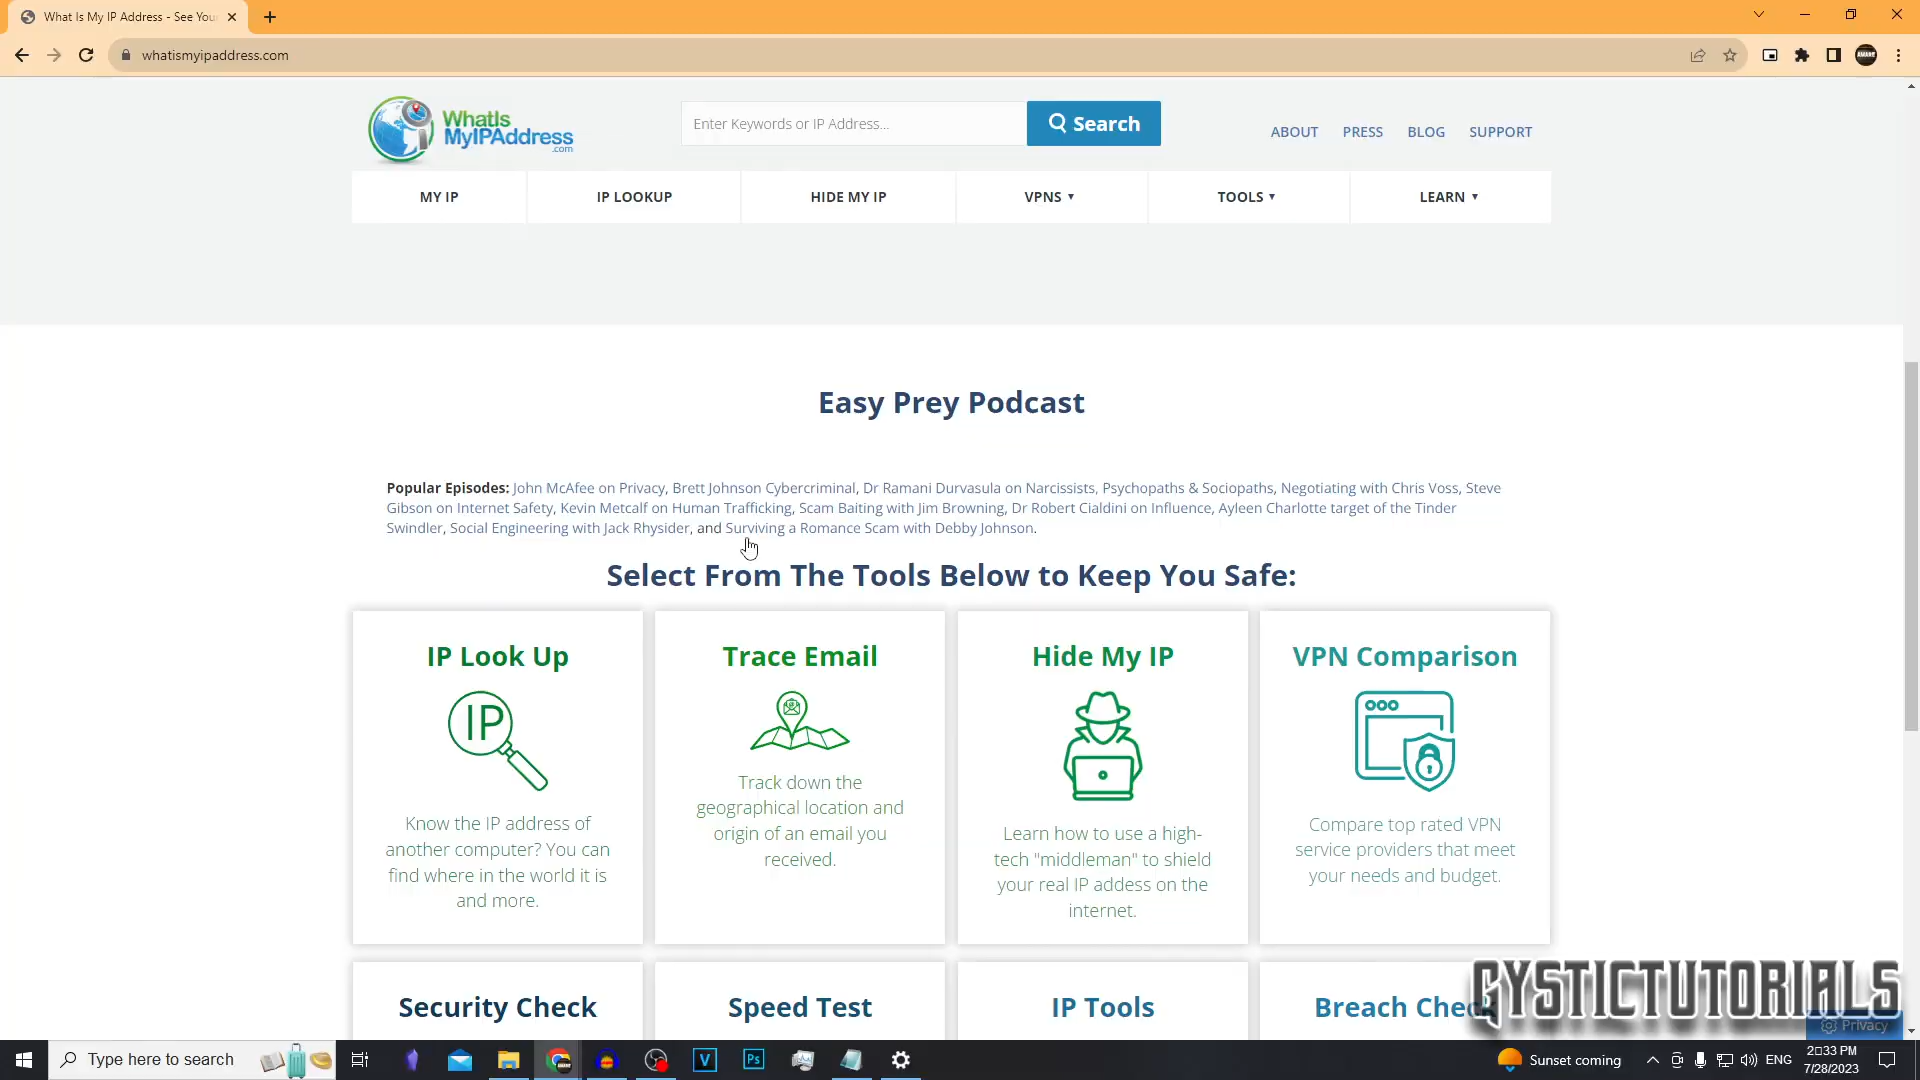 What Is My IP Address - See You
whatismyipaddress.com
WhatIs
MyIPAddress
.com
Enter Keywords or IP Address...
Search
ABOUT PRESS BLOG SUPPORT
MY IP IP LOOKUP HIDE MY IP VPNS TOOLS LEARN
Easy Prey Podcast
Popular Episodes: John McAfee on Privacy, Brett Johnson Cybercriminal, Dr Ramani Durvasula on Narcissists, Psychopaths & Sociopaths, Negotiating with Chris Voss, Steve
Gibson on Internet Safety, Kevin Metcalf on Human Trafficking, Scam Baiting with Jim Browning, Dr Robert Cialdini on Influence, Ayleen Charlotte target of the Tinder
Swindler, Social Engineering with Jack Rhysider, and Surviving a Romance Scam with Debby Johnson.
Select From The Tools Below to Keep You Safe:
IP Look Up
IP
Know the IP address of
another computer? You can
find where in the world it is
and more.
Trace Email
Track down the
geographical location and
origin of an email you
received.
Hide My IP
Learn how to use a high-
tech "middleman" to shield
your real IP addess on the
internet.
VPN Comparison
Compare top rated VPN
service providers that meet
your needs and budget.
Security Check
Speed Test
IP Tools
Breach Check
GYSTICTUTORIALS
Privacy
Type here to search
V
Ps
Sunset coming
ENG
2:33 PM
7/28/2023